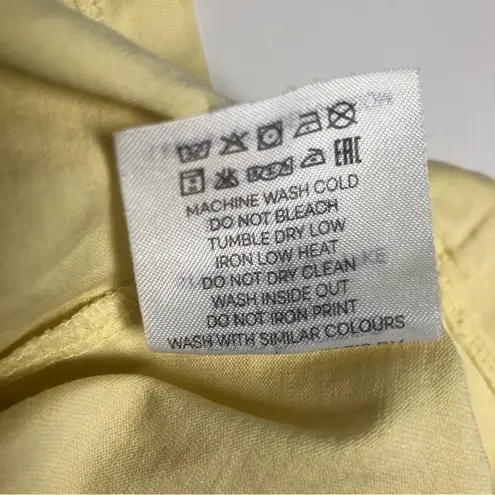 EAC
MACHINE WASH COLD
DO NOT BLEACH
TUMBLE DRY LOW
IRON LOW HEAT
DO NOT DRY CLEAN
WASH INSIDE OUT
DO NOT IRON PRINT
WASH WITH SIMILAR COLOURS